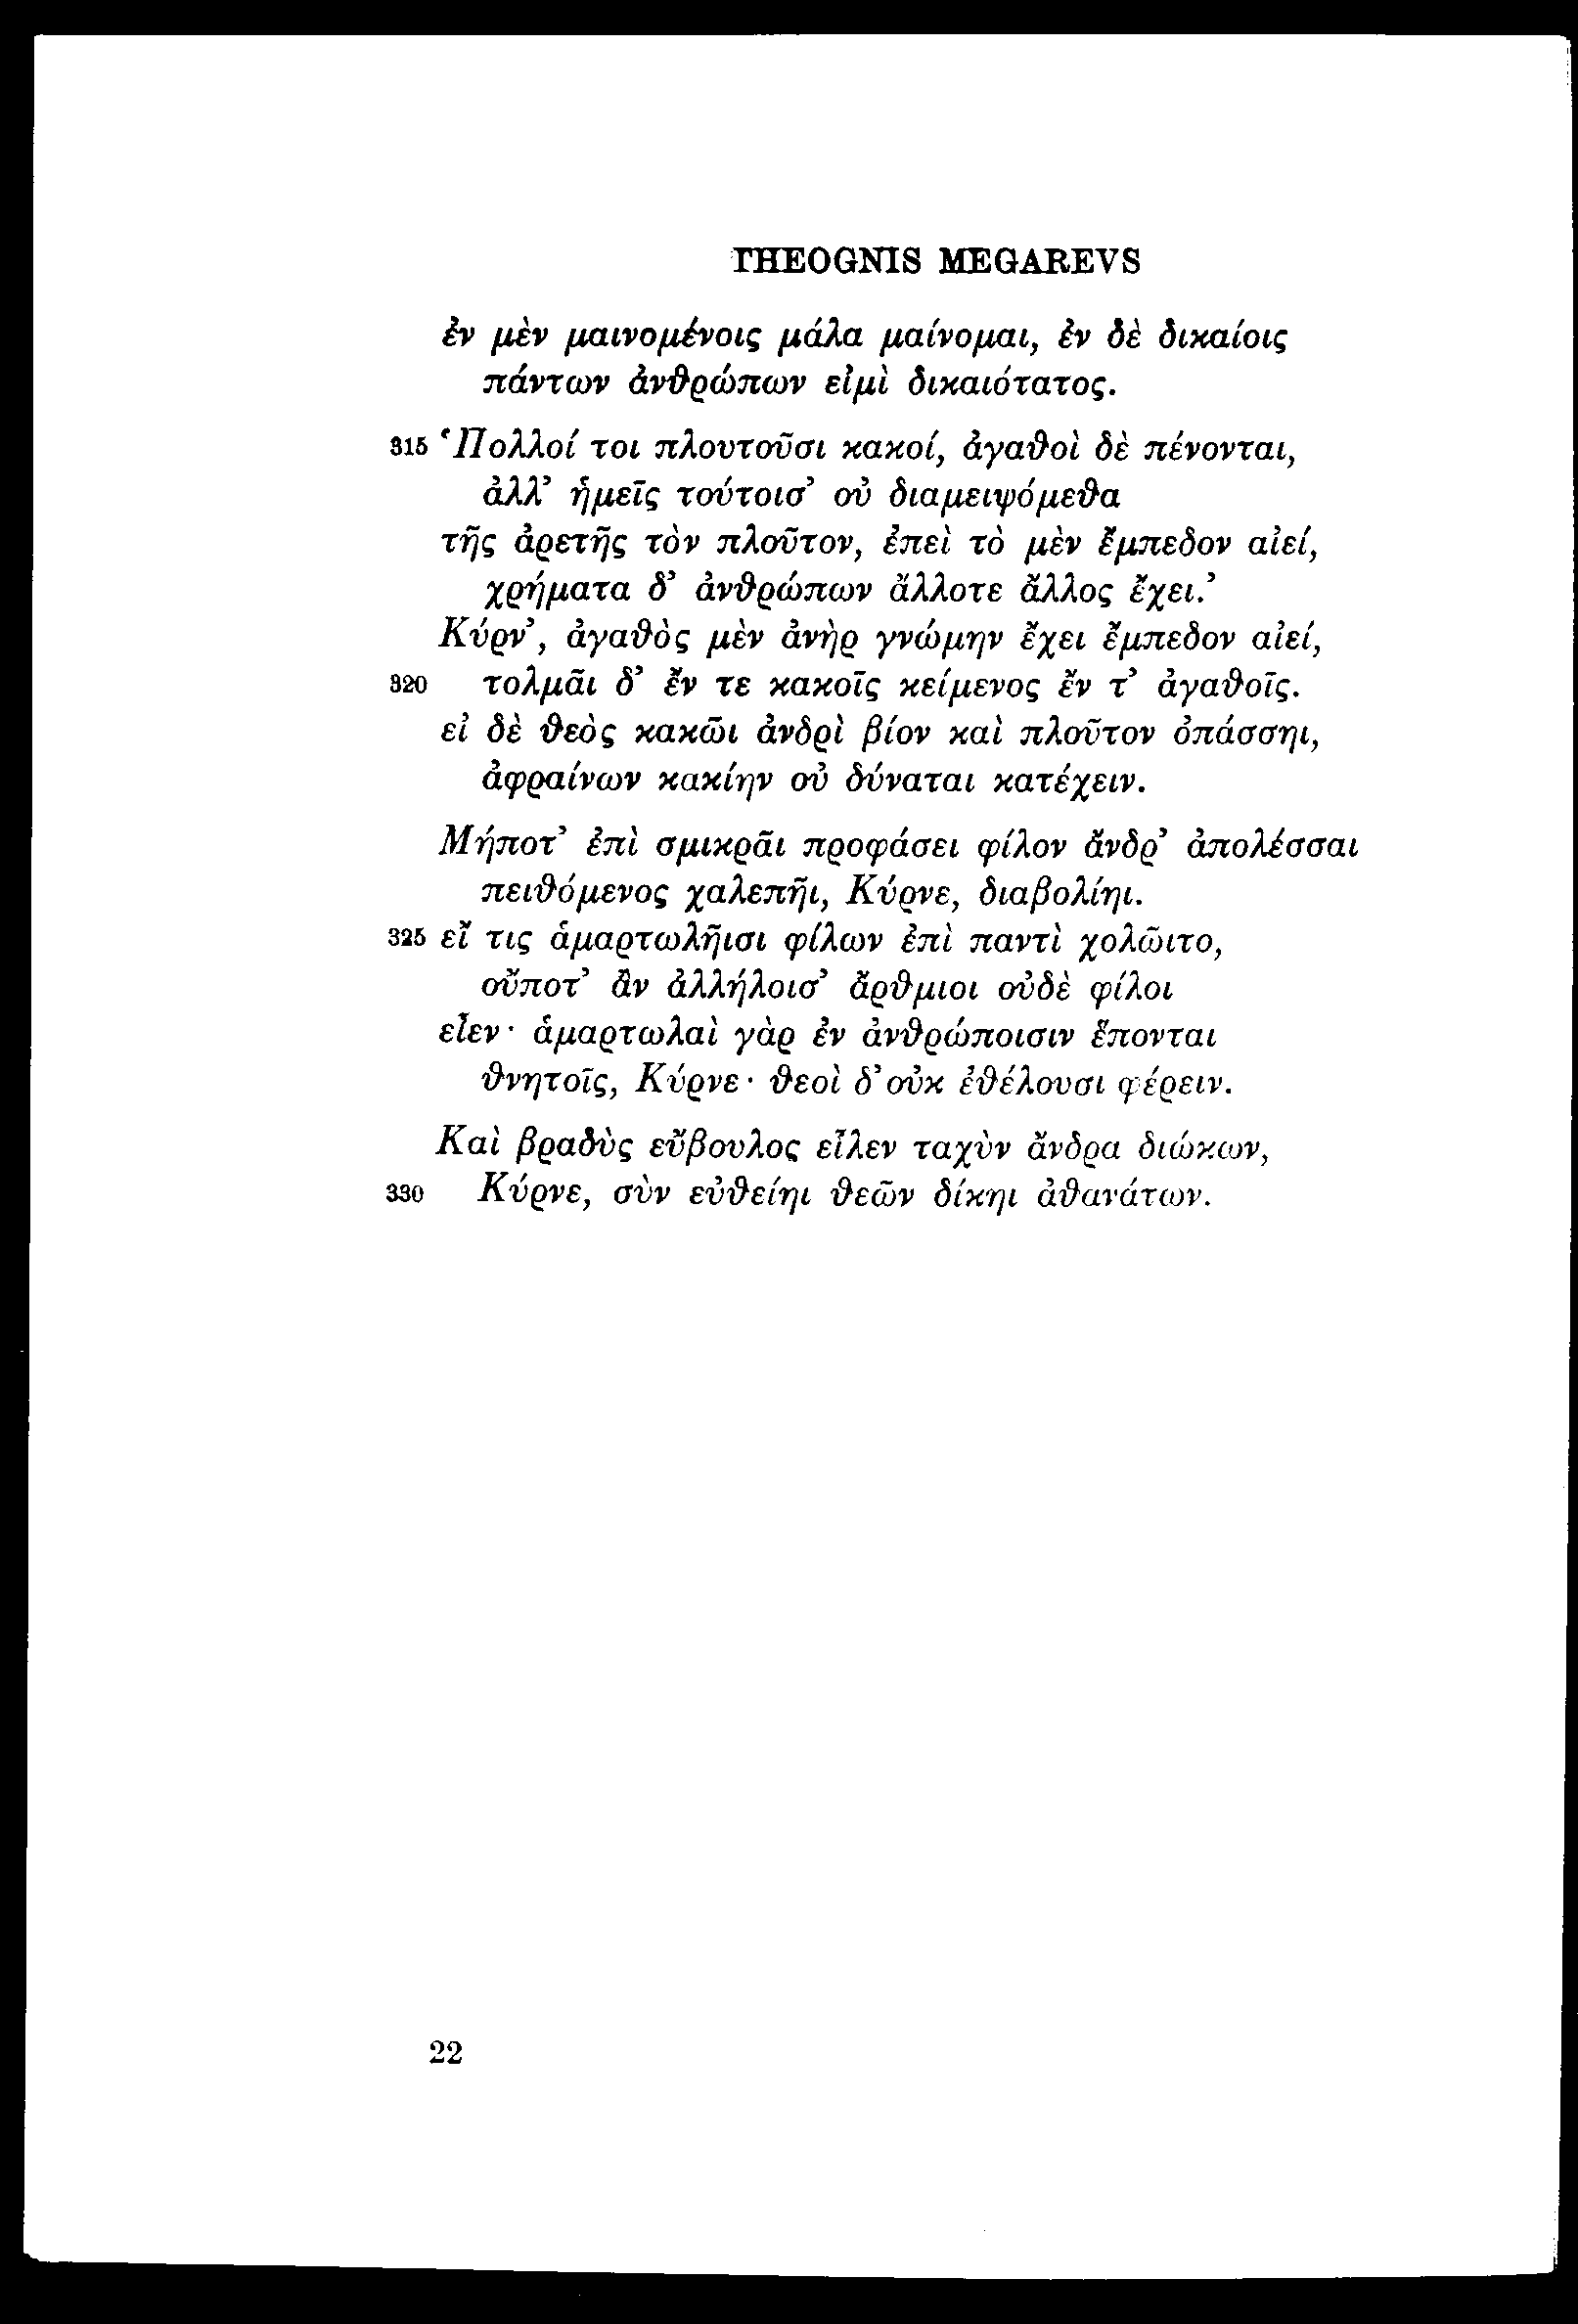 THEOGNIS MEGAREVS
ἐν μὲν μαινομένοις μάλα μαίνομαι, ἐν δὲ δικαίοις
πάντων ἀνθρώπων εἰμὶ δικαιότατος.
315 ‘Πολλοί τοι πλουτοῦσι κακοί, ἀγαθοὶ δὲ πένονται,
ἀλλ’ ἡμεῖς τούτοισ’ οὐ διαμειψόμεθα
τῆς ἀρετῆς τὸν πλοῦτον, ἐπεὶ τὸ μὲν ἔμπεδον αἰεί,
χρήματα δ’ ἀνθρώπων ἄλλοτε ἄλλος ἔχει.’
Κύρν’, ἀγαθὸς μὲν ἀνὴρ γνώμην ἔχει ἔμπεδον αἰεί,
320 τολμᾶι δ’ ἔν τε κακοῖς κείμενος ἔν τ’ ἀγαθοῖς.
εἰ δὲ θεὸς κακῶι ἀνδρὶ βίον καὶ πλοῦτον ὀπάσσηι,
ἀφραίνων κακίην οὐ δύναται κατέχειν.
Μήποτ’ ἐπὶ σμικρᾶι προφάσει φίλον ἄνδρ’ ἀπολέσσαι
πειθόμενος χαλεπῆι, Κύρνε, διαβολίηι.
325 εἴ τις ἁμαρτωλῆισι φίλων ἐπὶ παντὶ χολῶιτο,
οὔποτ’ ἂν ἀλλήλοισ’ ἄρθμιοι οὐδὲ φίλοι
εἶεν· ἁμαρτωλαὶ γὰρ ἐν ἀνθρώποισιν ἕπονται
θνητοῖς, Κύρνε· θεοὶ δ’ οὐκ ἐθέλουσι φέρειν.
Καὶ βραδὺς εὔβουλος εἷλεν ταχὺν ἄνδρα διώκων,
330 Κύρνε, σὺν εὐθείηι θεῶν δίκηι ἀθανάτων.
22